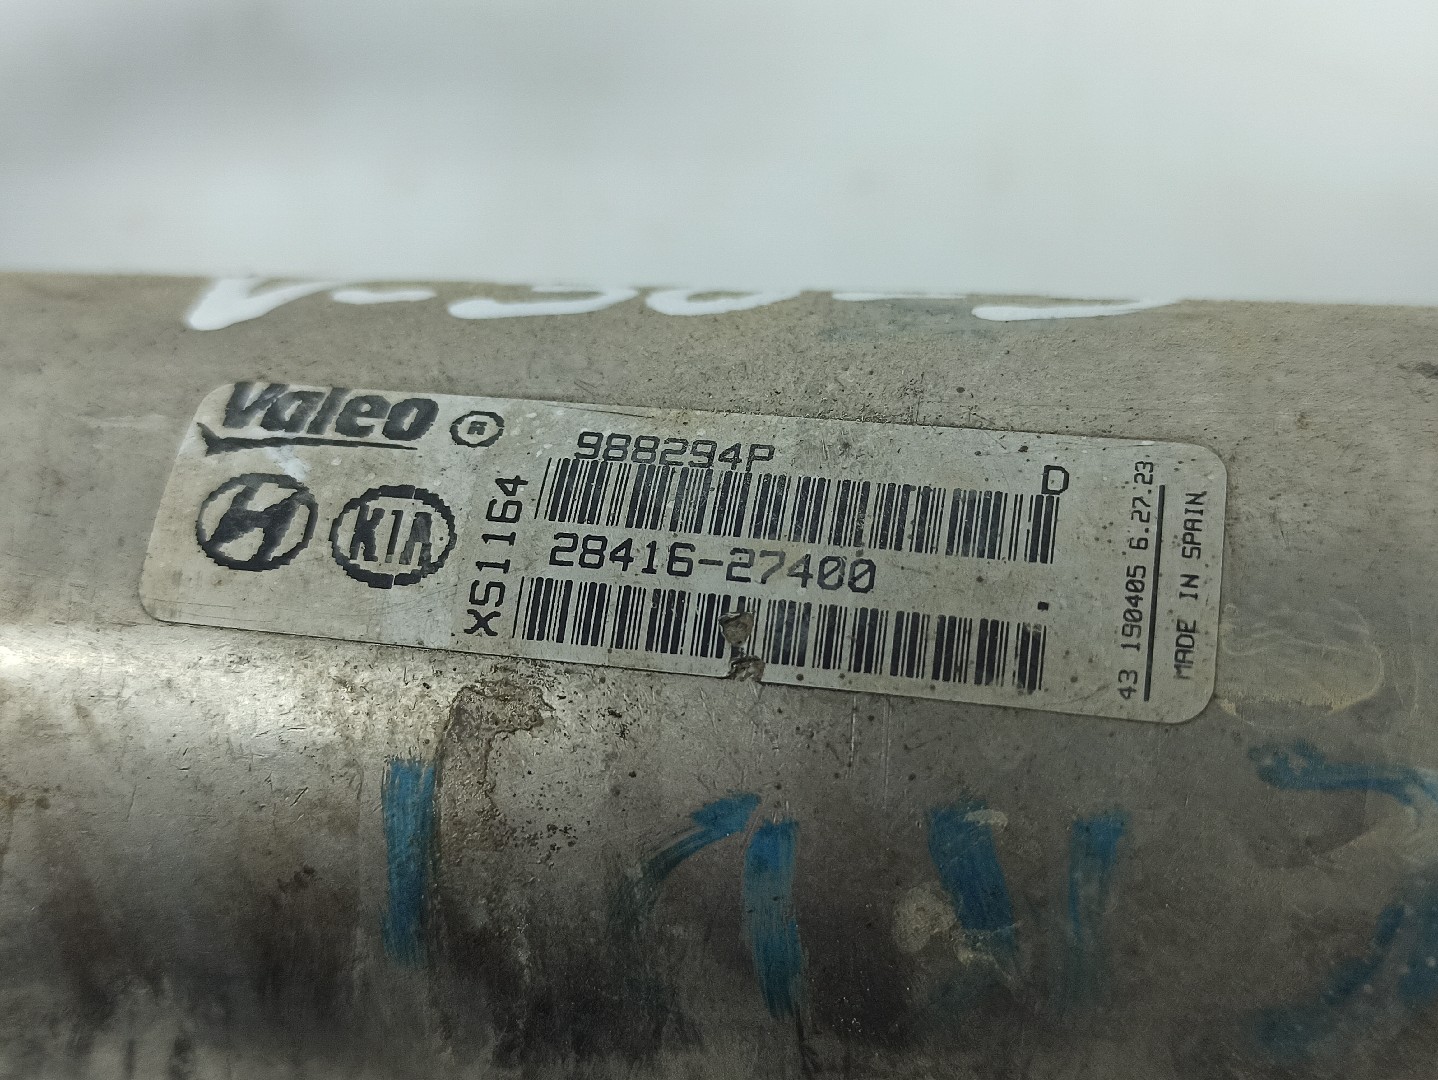 Valeo ®
988294P
D
KIA
XS1164
28416-27400
43 190405 6.27.23
MADE IN SPAIN